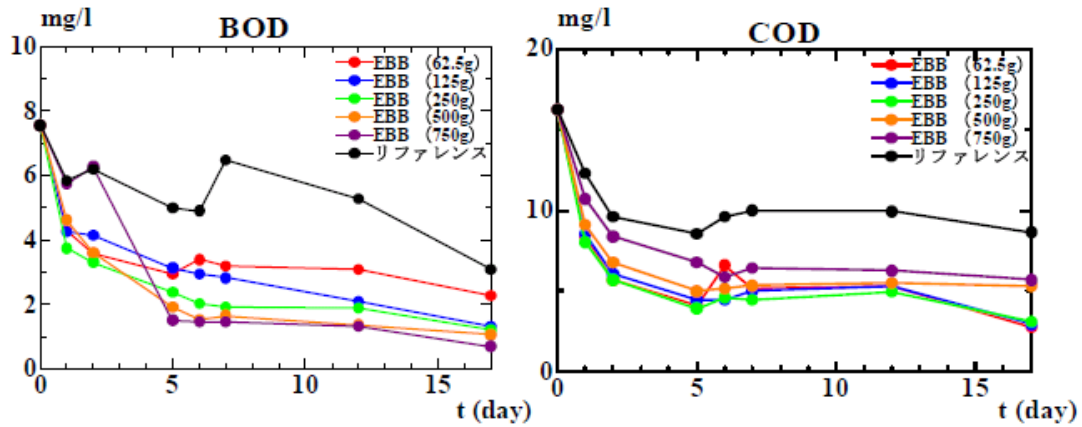 mg/l
BOD
10
8
6
4
2
0
EBB (62.5g)
EBB (125g)
EBB (250g)
EBB (500g)
EBB (750g)
リファレンス
0 5 10 15
t (day)
mg/l
COD
20
10
0
EBB (62.5g)
EBB (125g)
EBB (250g)
EBB (500g)
EBB (750g)
リファレンス
0 5 10 15
t (day)